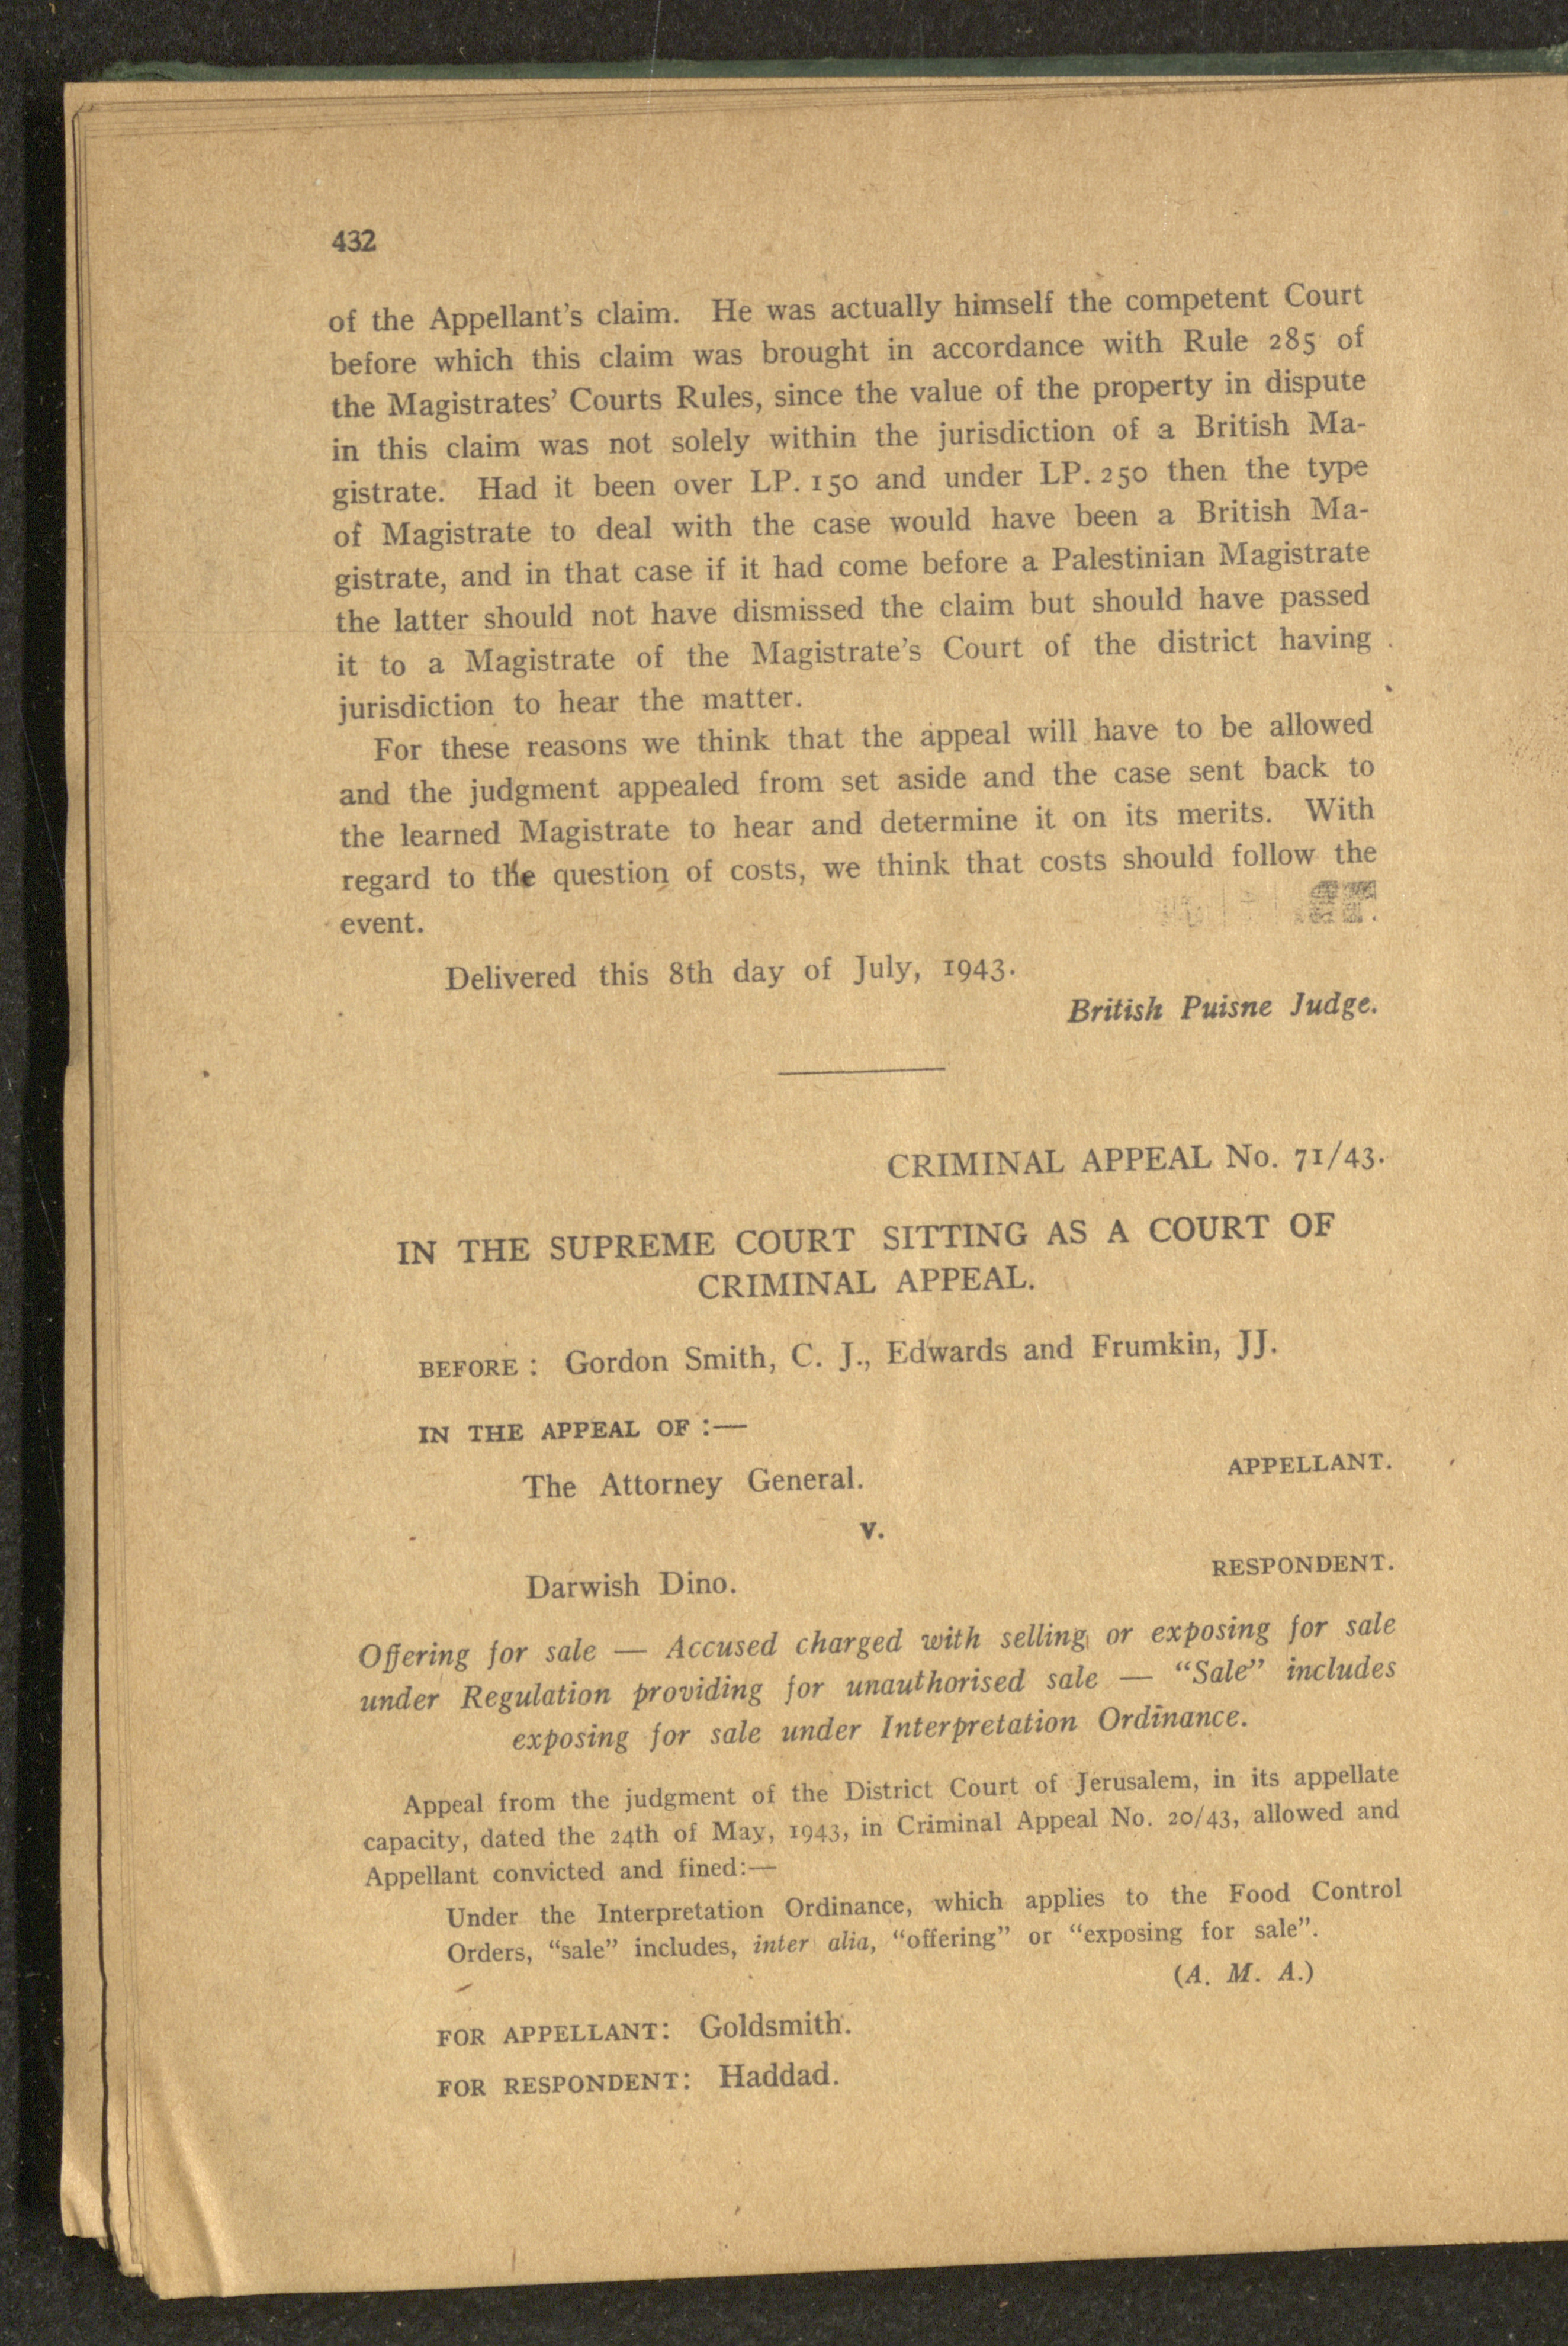 432
of the Appellant's claim. He was actually himself the competent Court
before which this claim was brought in accordance with Rule 285 of
the Magistrates' Courts Rules, since the value of the property in dispute
in this claim was not solely within the jurisdiction of a British Ma-
gistrate. Had it been over LP. 150 and under LP. 250 then the type
of Magistrate to deal with the case would have been a British Ma-
gistrate, and in that case if it had come before a Palestinian Magistrate
the latter should not have dismissed the claim but should have passed
it to a Magistrate of the Magistrate's Court of the district having
jurisdiction to hear the matter.
For these reasons we think that the appeal will have to be allowed
and the judgment appealed from set aside and the case sent back to
the learned Magistrate to hear and determine it on its merits. With
regard to the question of costs, we think that costs should follow the
event.
Delivered this 8th day of July, 1943.
British Puisne Judge.
CRIMINAL APPEAL No. 71/43.
IN THE SUPREME COURT SITTING AS A COURT OF
CRIMINAL APPEAL.
BEFORE : Gordon Smith, C. J., Edwards and Frumkin, JJ.
IN THE APPEAL OF :—
The Attorney General. APPELLANT.
v.
Darwish Dino. RESPONDENT.
Offering for sale — Accused charged with selling or exposing for sale
under Regulation providing for unauthorised sale — "Sale" includes
exposing for sale under Interpretation Ordinance.
Appeal from the judgment of the District Court of Jerusalem, in its appellate
capacity, dated the 24th of May, 1943, in Criminal Appeal No. 20/43, allowed and
Appellant convicted and fined:—
Under the Interpretation Ordinance, which applies to the Food Control
Orders, "sale" includes, inter alia, "offering" or "exposing for sale".
(A. M. A.)
FOR APPELLANT: Goldsmith.
FOR RESPONDENT: Haddad.